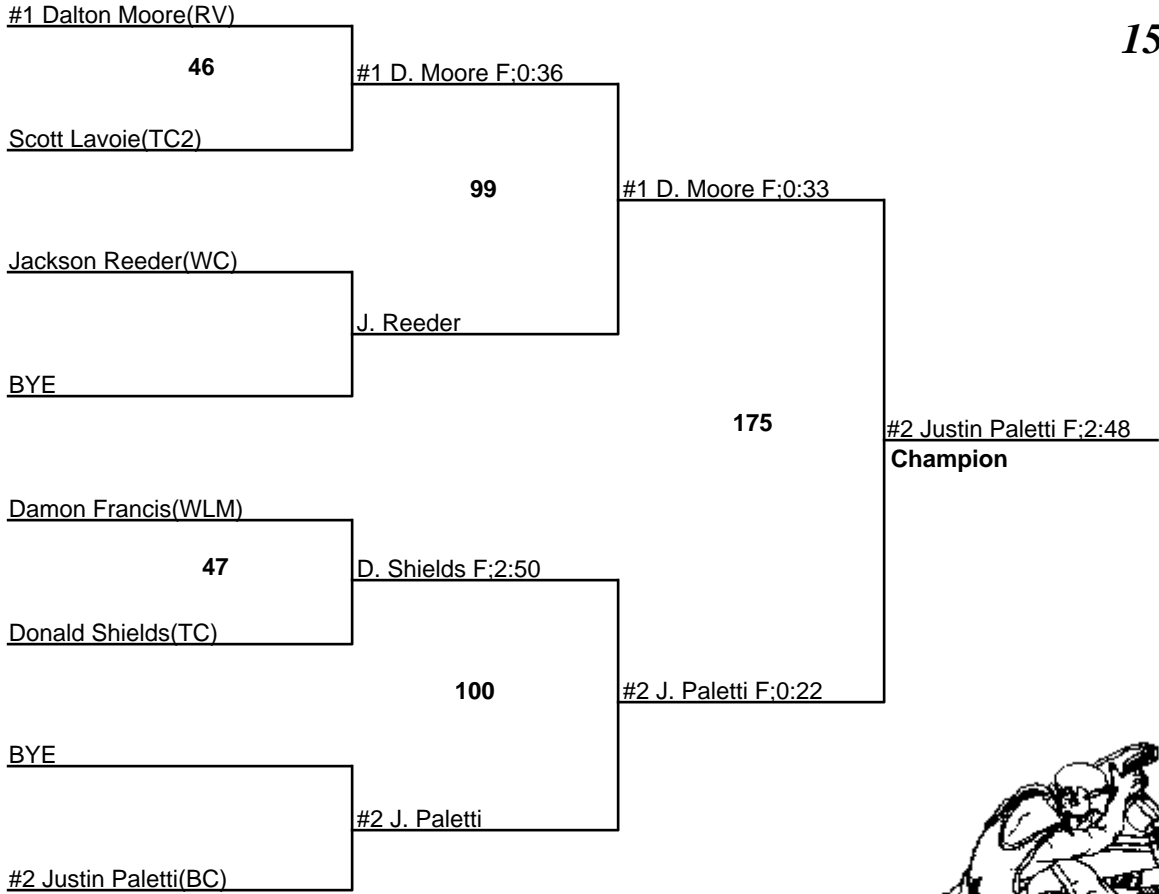 #1 Dalton Moore(RV)
15
46
#1 D. Moore F;0:36
Scott Lavoie(TC2)
99
#1 D. Moore F;0:33
Jackson Reeder(WC)
J. Reeder
BYE
175
#2 Justin Paletti F;2:48
Champion
Damon Francis(WLM)
47
D. Shields F;2:50
Donald Shields(TC)
100
#2 J. Paletti F;0:22
BYE
#2 J. Paletti
#2 Justin Paletti(BC)